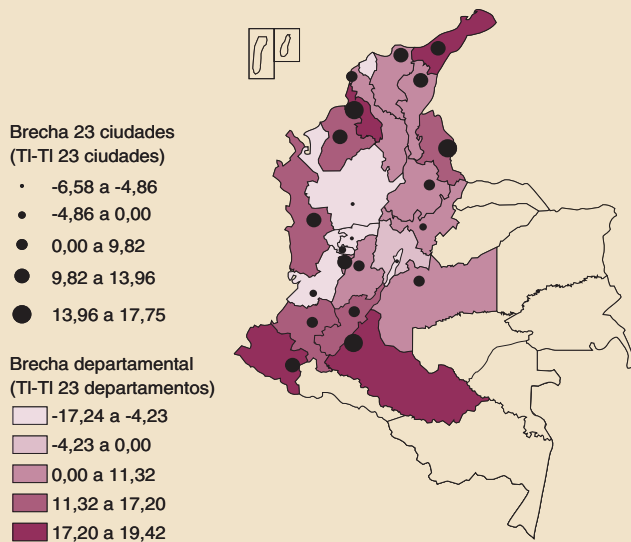 Brecha 23 ciudades
(TI-TI 23 ciudades)
-6,58 a -4,86
-4,86 a 0,00
0,00 a 9,82
9,82 a 13,96
13,96 a 17,75
Brecha departamental
(TI-TI 23 departamentos)
-17,24 a -4,23
-4,23 a 0,00
0,00 a 11,32
11,32 a 17,20
17,20 a 19,42